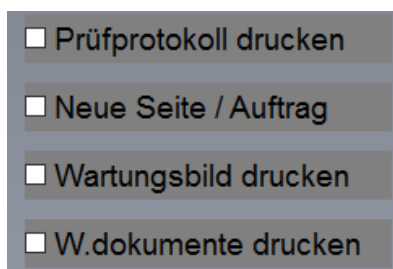 Prüfprotokoll drucken
Neue Seite / Auftrag
Wartungsbild drucken
W.dokumente drucken